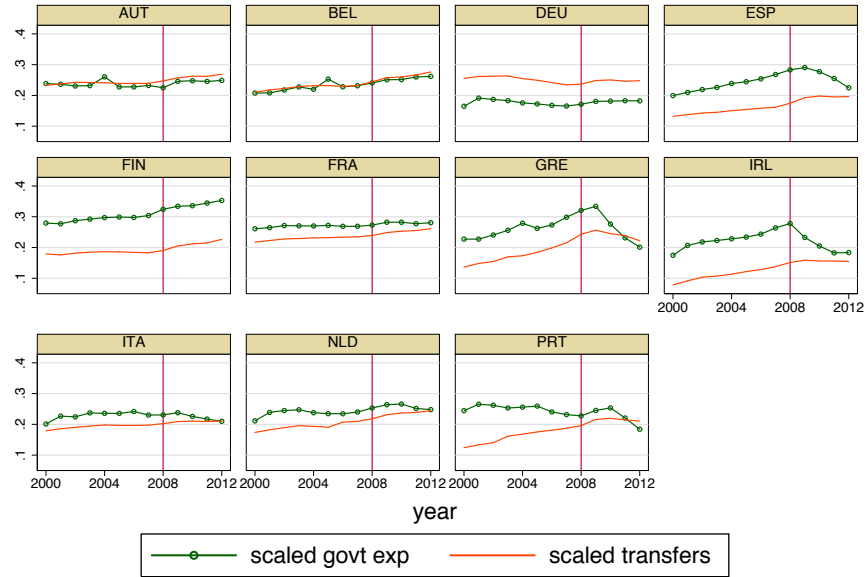 AUT BEL DEU ESP
.4
.3
.2
.1
FIN FRA GRE IRL
.4
.3
.2
.1
2000 2004 2008 2012
ITA NLD PRT
.4
.3
.2
.1
2000 2004 2008 2012 2000 2004 2008 2012 2000 2004 2008 2012
year
scaled govt exp scaled transfers